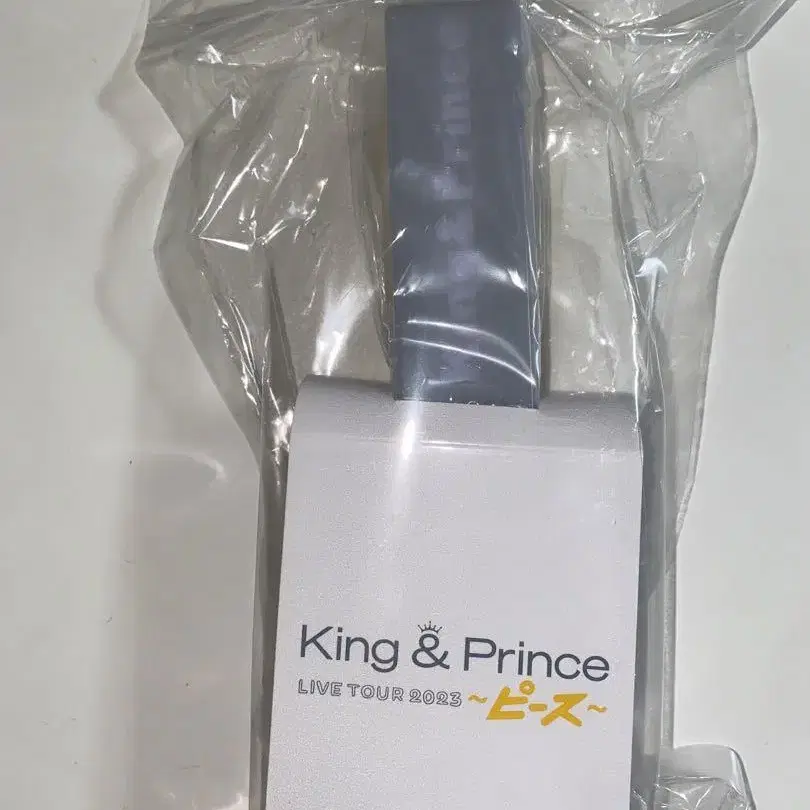 King & Prince
LIVE TOUR 2023 ～ピース～